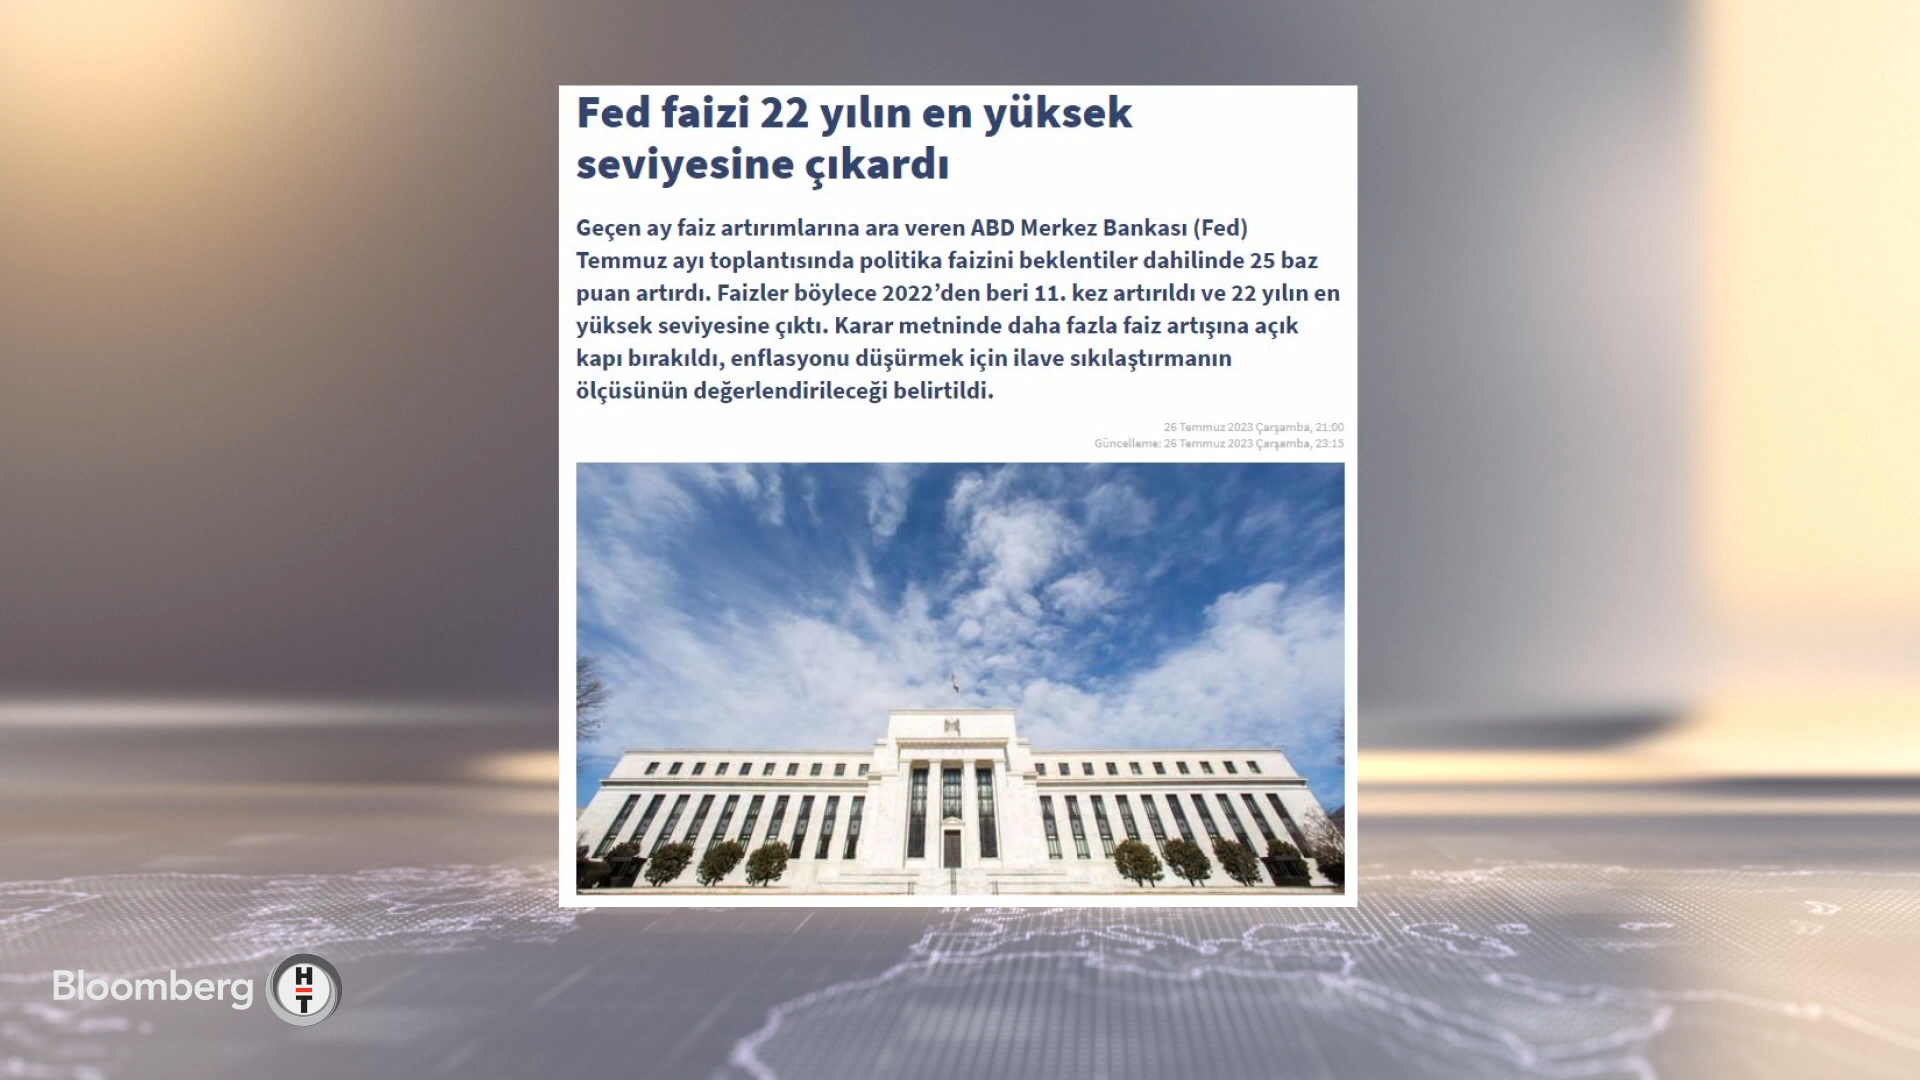 Fed faizi 22 yılın en yüksek
seviyesine çıkardı
Geçen ay faiz artırımlarına ara veren ABD Merkez Bankası (Fed)
Temmuz ayı toplantısında politika faizini beklentiler dahilinde 25 baz
puan artırdı. Faizler böylece 2022’den beri 11. kez artırıldı ve 22 yılın en
yüksek seviyesine çıktı. Karar metninde daha fazla faiz artışına açık
kapı bırakıldı, enflasyonu düşürmek için ilave sıkılaştırmanın
ölçüsünün değerlendirileceği belirtildi.
26 Temmuz 2023 Çarşamba, 21:00
Güncelleme: 26 Temmuz 2023 Çarşamba, 23:15
Bloomberg HT